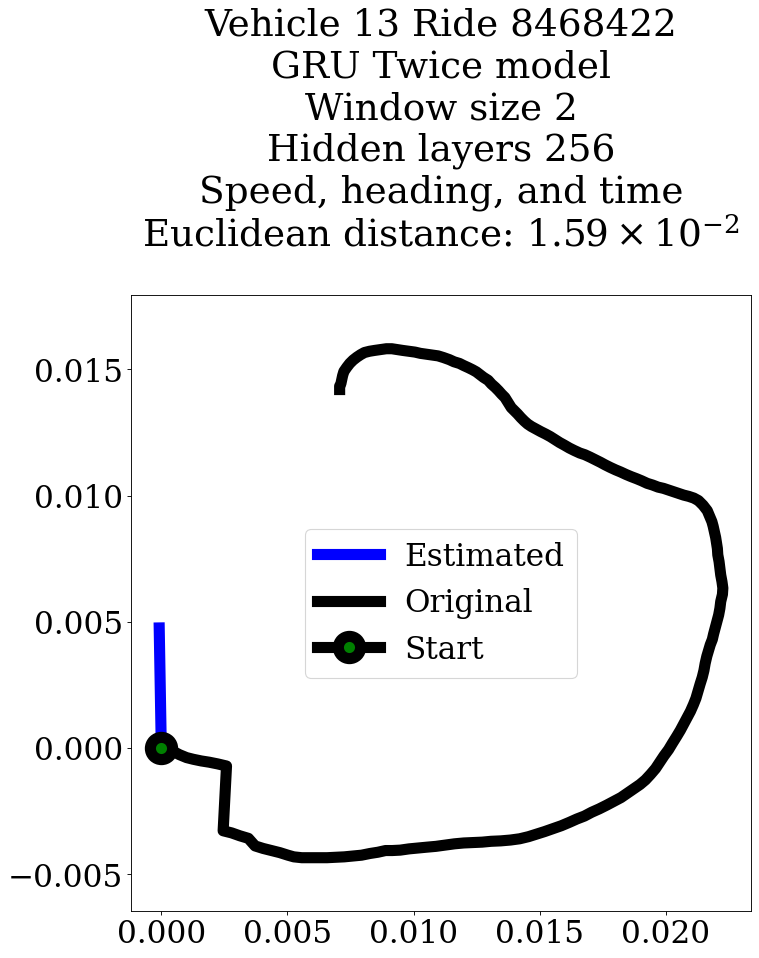 Vehicle 13 Ride 8468422
GRU Twice model
Window size 2
Hidden layers 256
Speed, heading, and time
Euclidean distance: 1.59 × 10⁻²
0.015
0.010
Estimated
0.005
Original
Start
0.000
−0.005
0.000 0.005 0.010 0.015 0.020